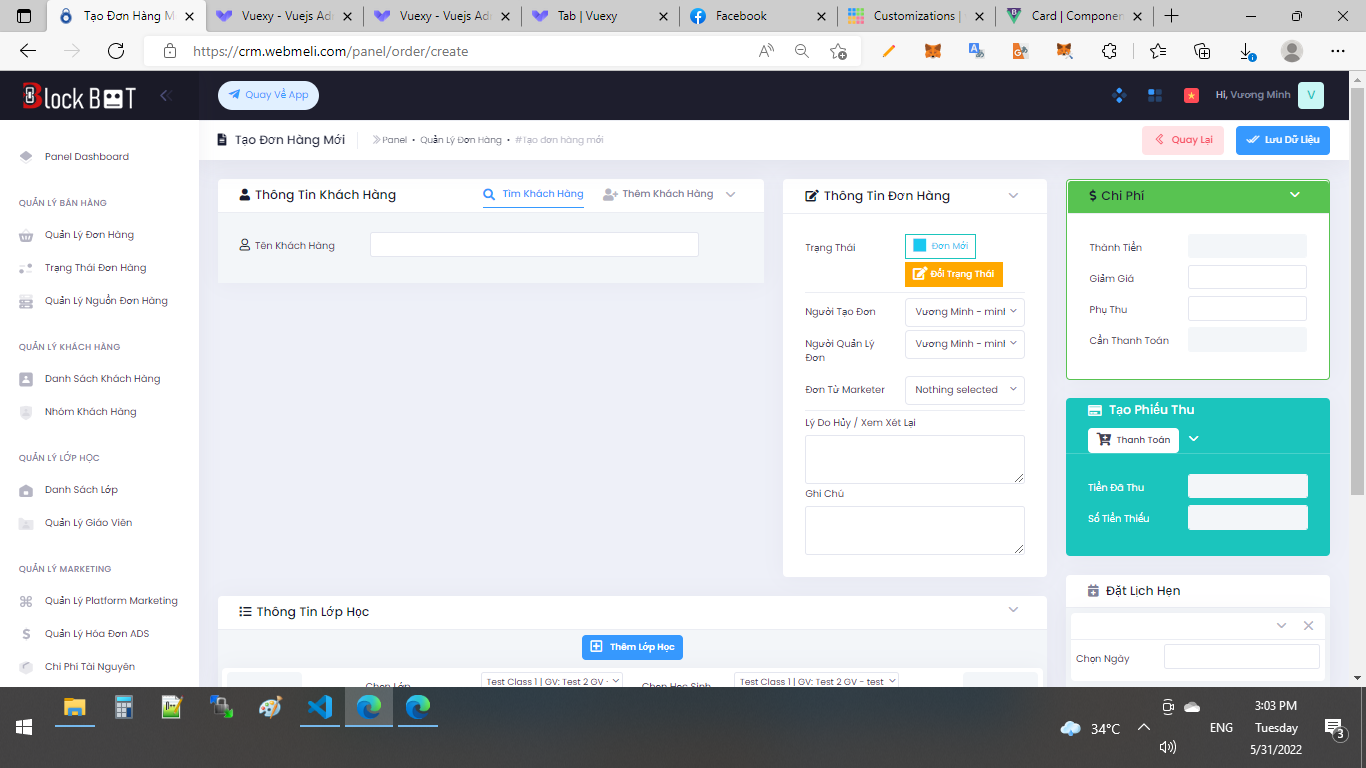 Tạo Đơn Hàng M
Vuexy - Vuejs Ad
Vuexy - Vuejs Ad
Tab | Vuexy
Facebook
Customizations |
Card | Componen
https://crm.webmeli.com/panel/order/create
BlockBOT
Quay Về App
Hi, Vương Minh
V
Tạo Đơn Hàng Mới
Panel • Quản Lý Đơn Hàng • #Tạo đơn hàng mới
Quay Lại
Lưu Dữ Liệu
Panel Dashboard
QUẢN LÝ BÁN HÀNG
Quản Lý Đơn Hàng
Trạng Thái Đơn Hàng
Quản Lý Nguồn Đơn Hàng
QUẢN LÝ KHÁCH HÀNG
Danh Sách Khách Hàng
Nhóm Khách Hàng
QUẢN LÝ LỚP HỌC
Danh Sách Lớp
Quản Lý Giáo Viên
QUẢN LÝ MARKETING
Quản Lý Platform Marketing
Quản Lý Hóa Đơn ADS
Chi Phí Tài Nguyên
Thông Tin Khách Hàng
Tìm Khách Hàng
Thêm Khách Hàng
Tên Khách Hàng
Thông Tin Đơn Hàng
Trạng Thái
Đơn Mới
Đổi Trạng Thái
Người Tạo Đơn
Vương Minh - minl
Người Quản Lý
Đơn
Vương Minh - minl
Đơn Từ Marketer
Nothing selected
Lý Do Hủy / Xem Xét Lại
Ghi Chú
Chi Phí
Thành Tiền
Giảm Giá
Phụ Thu
Cần Thanh Toán
Tạo Phiếu Thu
Thanh Toán
Tiền Đã Thu
Số Tiền Thiếu
Đặt Lịch Hẹn
Chọn Ngày
Thông Tin Lớp Học
Thêm Lớp Học
Chọn Lớp
Test Class 1 | GV: Test 2 GV -
Chọn Học Sinh
Test Class 1 | GV: Test 2 GV - test
34°C
ENG
3:03 PM
Tuesday
5/31/2022
3